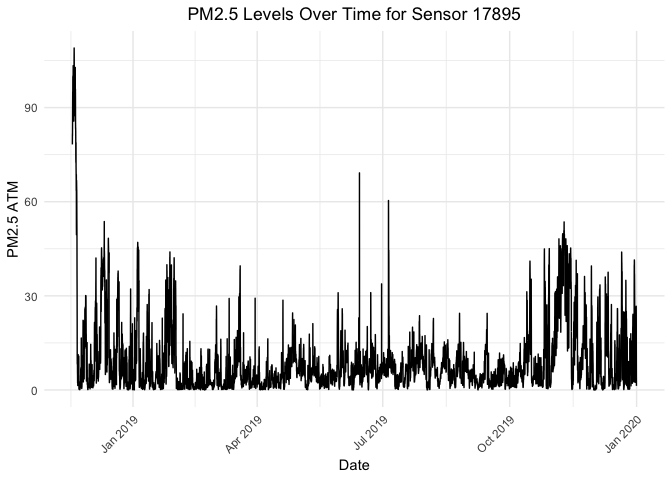 PM2.5 Levels Over Time for Sensor 17895
90
60
30
0
PM2.5 ATM
Jan 2019
Apr 2019
Jul 2019
Oct 2019
Jan 2020
Date